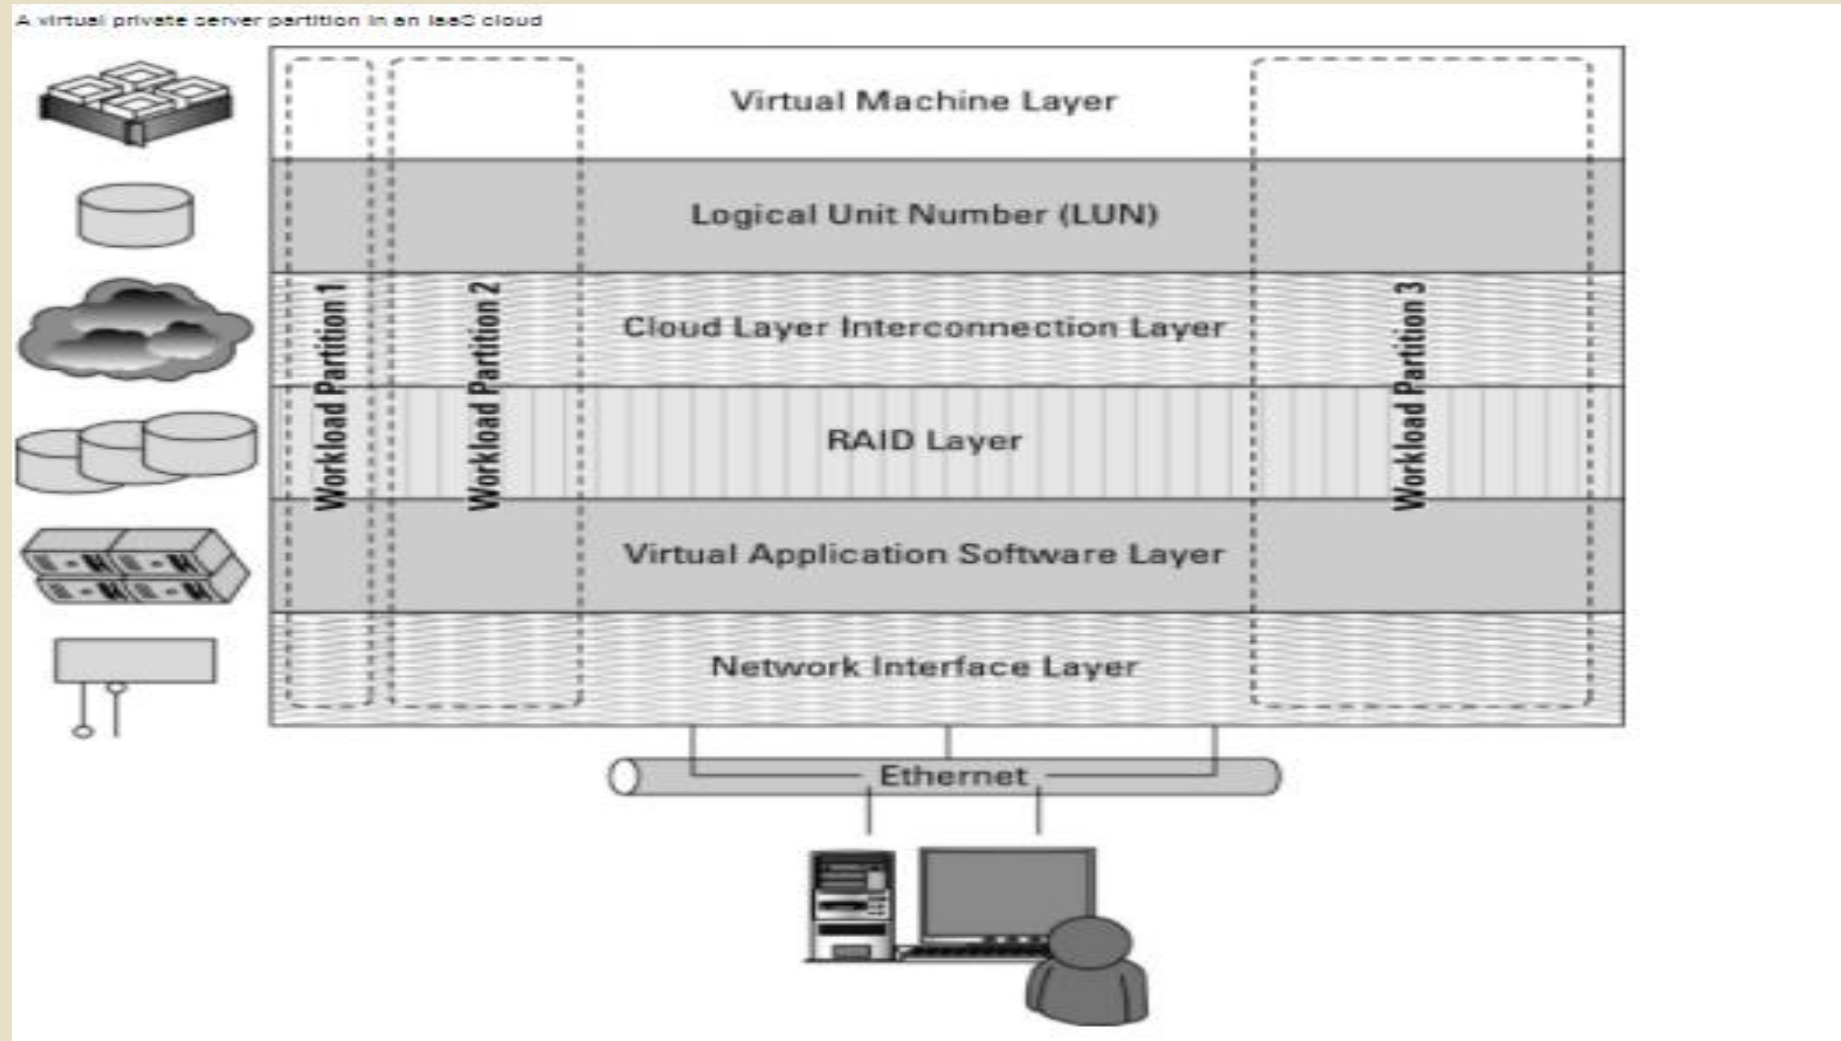 A virtual private server partition in an IaaS cloud
Virtual Machine Layer
Logical Unit Number (LUN)
Cloud Layer Interconnection Layer
RAID Layer
Virtual Application Software Layer
Network Interface Layer
Workload Partition 1
Workload Partition 2
Workload Partition 3
Ethernet